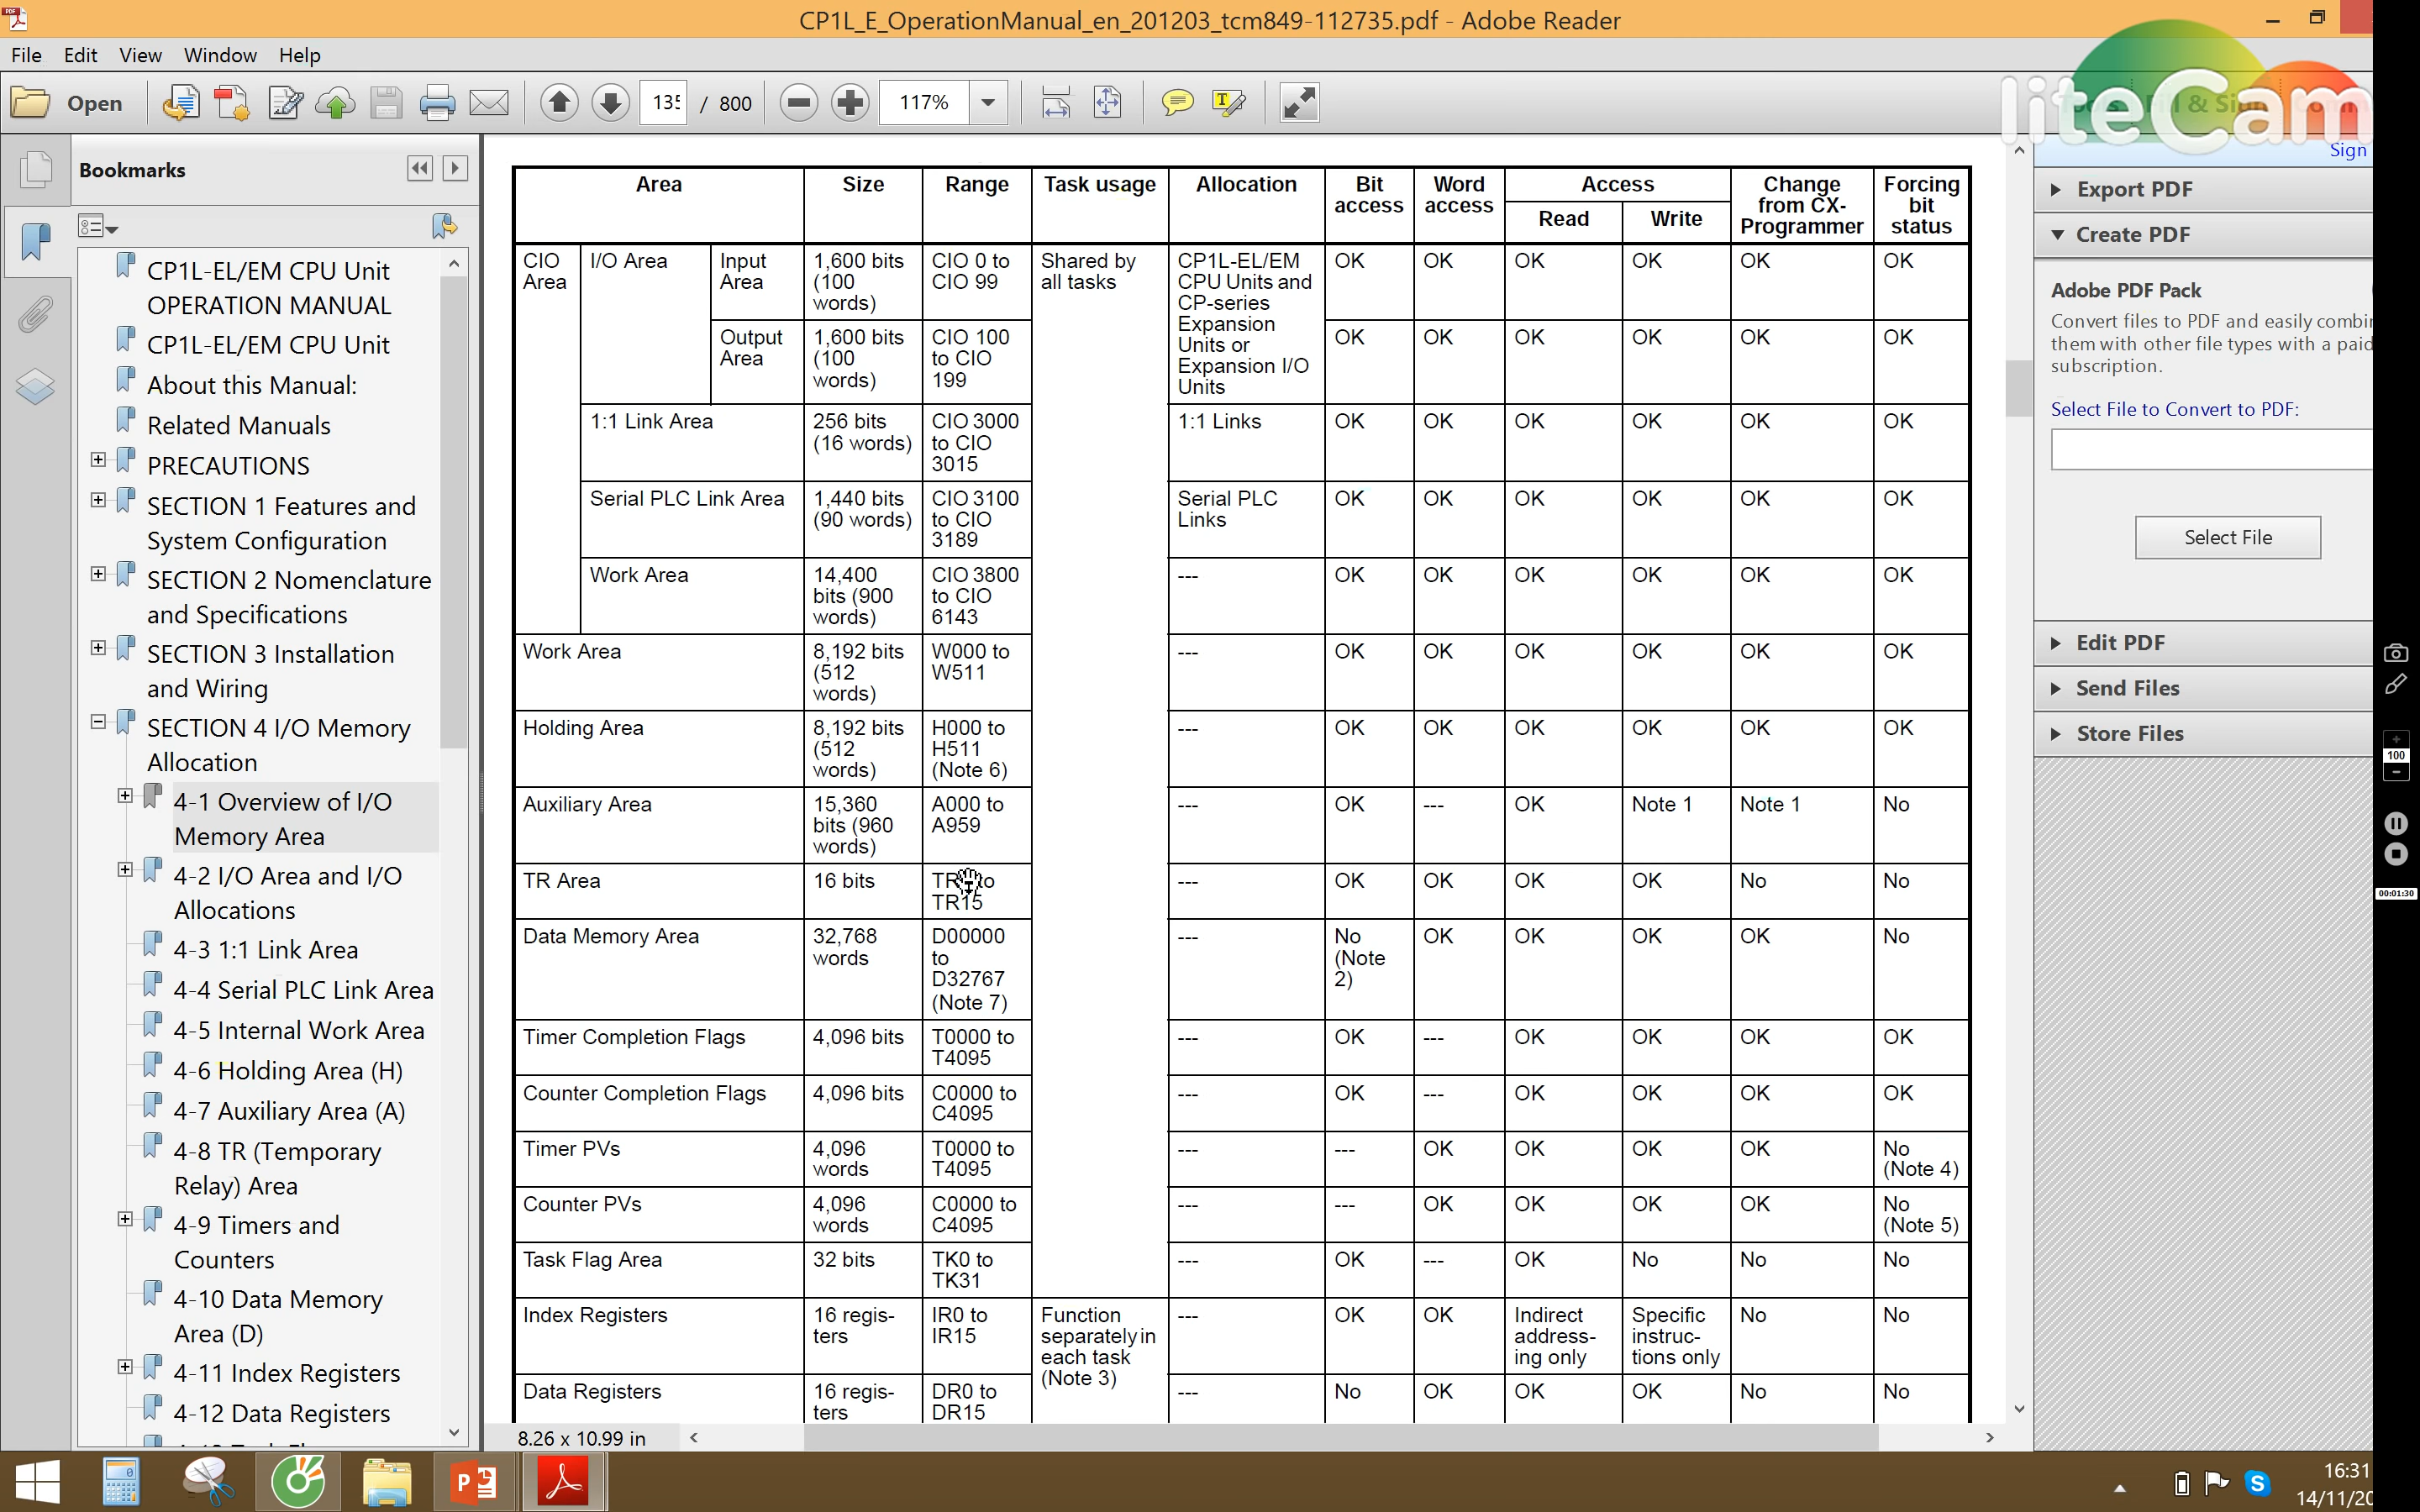 CP1L_E_OperationManual_en_201203_tcm849-112735.pdf - Adobe Reader
File Edit View Window Help
Open / 800 117%
liteCam
Sign
Bookmarks
CP1L-EL/EM CPU Unit
OPERATION MANUAL
CP1L-EL/EM CPU Unit
About this Manual:
Related Manuals
PRECAUTIONS
SECTION 1 Features and
System Configuration
SECTION 2 Nomenclature
and Specifications
SECTION 3 Installation
and Wiring
SECTION 4 I/O Memory
Allocation
4-1 Overview of I/O
Memory Area
4-2 I/O Area and I/O
Allocations
4-3 1:1 Link Area
4-4 Serial PLC Link Area
4-5 Internal Work Area
4-6 Holding Area (H)
4-7 Auxiliary Area (A)
4-8 TR (Temporary
Relay) Area
4-9 Timers and
Counters
4-10 Data Memory
Area (D)
4-11 Index Registers
4-12 Data Registers
Area Size Range Task usage Allocation Bit Word Access Change Forcing
access access from CX- bit
Read Write Programmer status
CIO I/O Area Input 1,600 bits CIO 0 to Shared by CP1L-EL/EM OK OK OK OK OK OK
Area Area (100 CIO 99 all tasks CPU Units and
words) CP-series
Expansion
Output 1,600 bits CIO 100 Units or OK OK OK OK OK OK
Area (100 to CIO Expansion I/O
words) 199 Units
1:1 Link Area 256 bits CIO 3000 1:1 Links OK OK OK OK OK OK
(16 words) to CIO
3015
Serial PLC Link Area 1,440 bits CIO 3100 Serial PLC OK OK OK OK OK OK
(90 words) to CIO Links
3189
Work Area 14,400 CIO 3800 --- OK OK OK OK OK OK
bits (900 to CIO
words) 6143
Work Area 8,192 bits W000 to --- OK OK OK OK OK OK
(512 W511
words)
Holding Area 8,192 bits H000 to --- OK OK OK OK OK OK
(512 H511
words) (Note 6)
Auxiliary Area 15,360 A000 to --- OK --- OK Note 1 Note 1 No
bits (960 A959
words)
TR Area 16 bits to --- OK OK OK OK No No
TR15
Data Memory Area 32,768 D00000 --- No OK OK OK OK No
words to (Note
D32767 2)
(Note 7)
Timer Completion Flags 4,096 bits T0000 to --- OK --- OK OK OK OK
T4095
Counter Completion Flags 4,096 bits C0000 to --- OK --- OK OK OK OK
C4095
Timer PVs 4,096 T0000 to --- --- OK OK OK OK No
words T4095 (Note 4)
Counter PVs 4,096 C0000 to --- --- OK OK OK OK No
words C4095 (Note 5)
Task Flag Area 32 bits TK0 to --- OK --- OK No No No
TK31
Index Registers 16 regis- IR0 to Function --- OK OK Indirect Specific No No
ters IR15 separately in address- instruc-
each task ing only tions only
(Note 3)
Data Registers 16 regis- DR0 to --- No OK OK OK No No
ters DR15
8.26 x 10.99 in
Export PDF
Create PDF
Adobe PDF Pack
Convert files to PDF and easily
them with other file types with a paid
subscription.
Select File to Convert to PDF:
Select File
Edit PDF
Send Files
Store Files
100
00:01:30
16:31